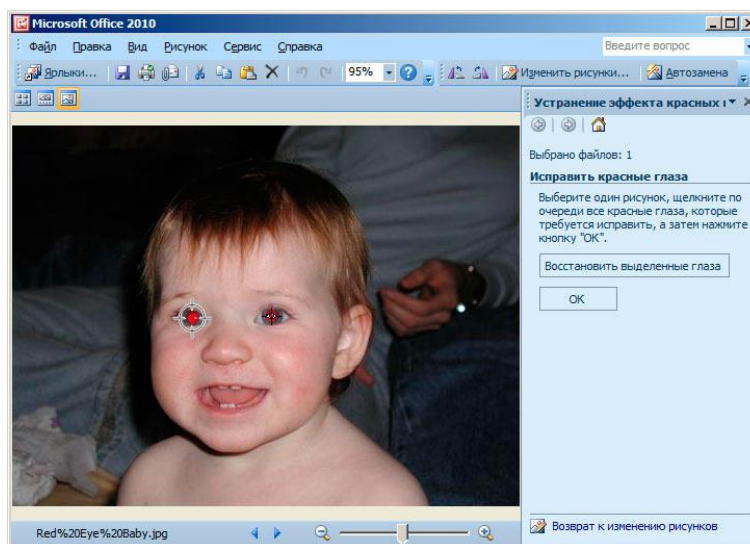 Microsoft Office 2010
Файл Правка Вид Рисунок Сервис Справка
Введите вопрос
Ярлыки... 95% Изменить рисунки... Автозамена
Устранение эффекта красных
Выбрано файлов: 1
Исправить красные глаза
Выберите один рисунок, щелкните по
очереди все красные глаза, которые
требуется исправить, а затем нажмите
кнопку "ОК".
Восстановить выделенные глаза
ОК
Red%20Eye%20Baby.jpg
Возврат к изменению рисунков